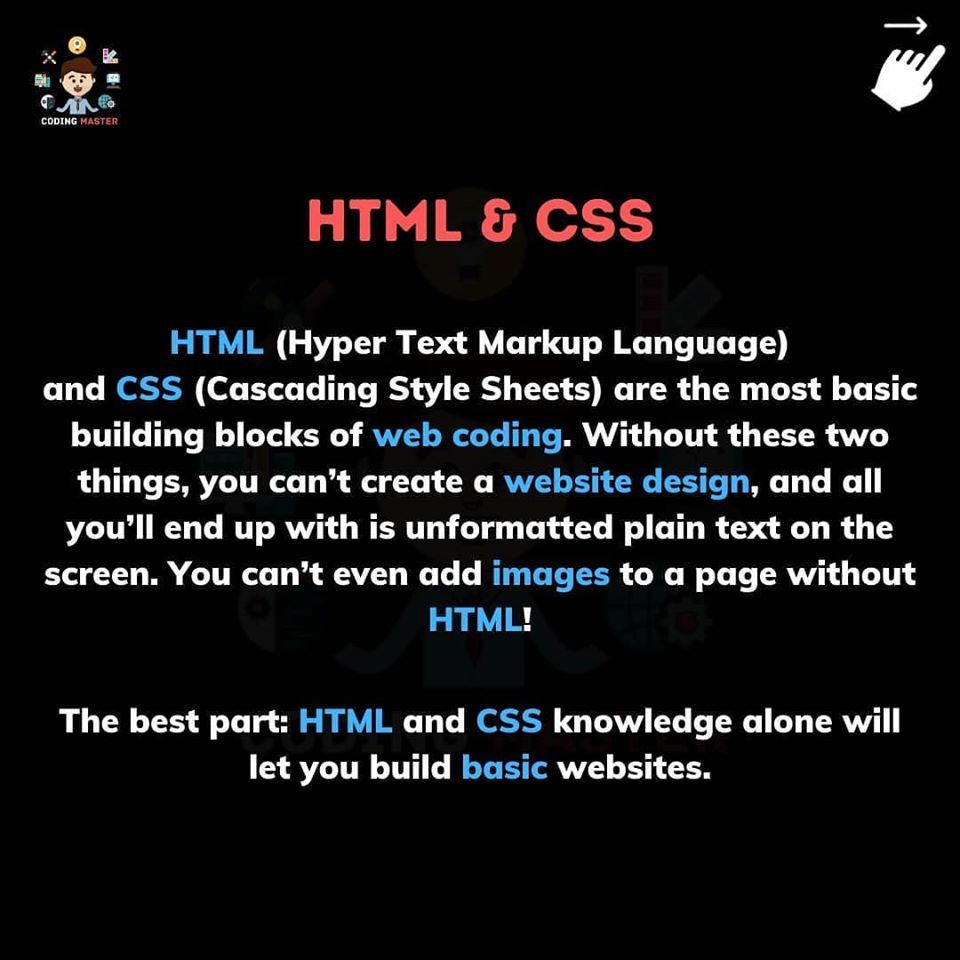 CODING MASTER
HTML & CSS
HTML (Hyper Text Markup Language)
and CSS (Cascading Style Sheets) are the most basic
building blocks of web coding. Without these two
things, you can’t create a website design, and all
you’ll end up with is unformatted plain text on the
screen. You can’t even add images to a page without
HTML!
The best part: HTML and CSS knowledge alone will
let you build basic websites.
CODING MASTER